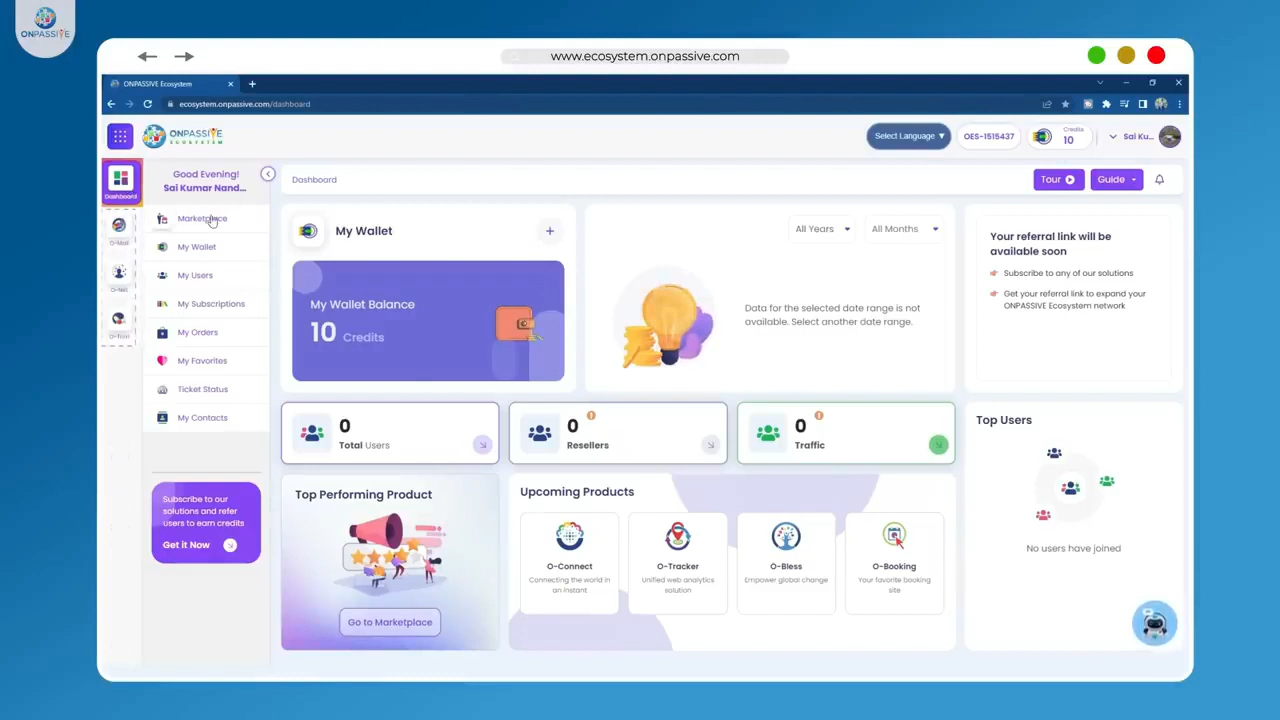 ONPASSIVE
www.ecosystem.onpassive.com
ONPASSIVE Ecosystem
ecosystem.onpassive.com/dashboard
ONPASSIVE
ECOSYSTEM
Select Language ▼
OES-1515437
Credits
10
Sai Ku...
Dashboard
O-Mail
O-Net
Good Evening!
Sai Kumar Nand...
Marketplace
My Wallet
My Users
My Subscriptions
My Orders
My Favorites
Ticket Status
My Contacts
Subscribe to our
solutions and refer
users to earn credits
Get it Now
Dashboard
Tour
Guide
My Wallet
+
My Wallet Balance
10 Credits
All Years
All Months
Data for the selected date range is not
available. Select another date range.
Your referral link will be
available soon
Subscribe to any of our solutions
Get your referral link to expand your
ONPASSIVE Ecosystem network
0
Total Users
0
Resellers
0
Traffic
Top Users
No users have joined
Top Performing Product
Go to Marketplace
Upcoming Products
O-Connect
Connecting the world in
an Instant
O-Tracker
Unified web analytics
solution
O-Bless
Empower global change
O-Booking
Your favorite booking
site